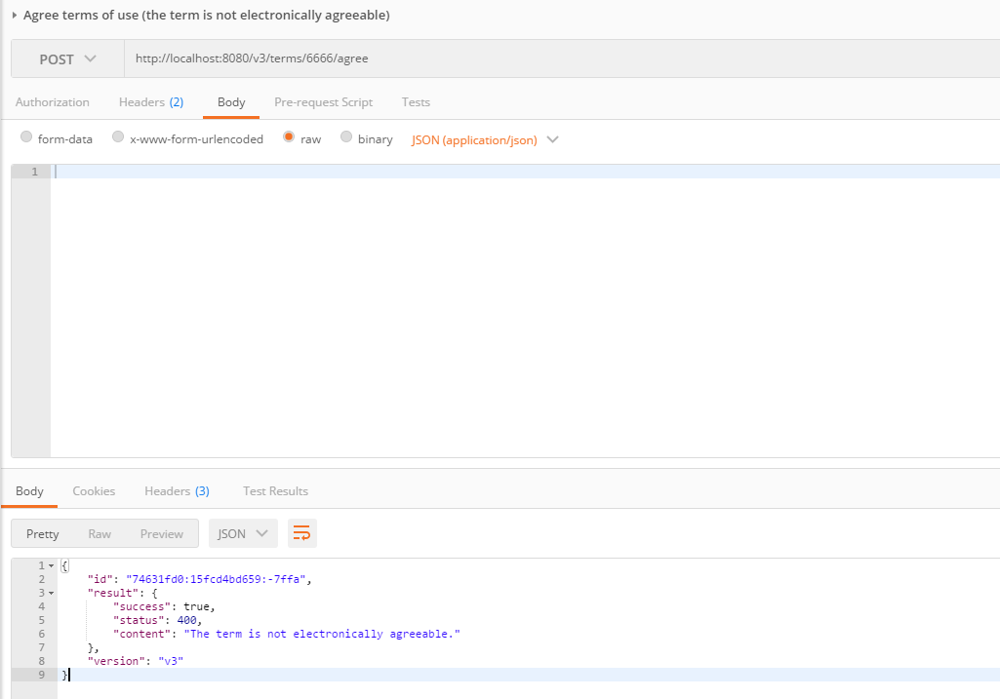 Agree terms of use (the term is not electronically agreeable)
POST http://localhost:8080/v3/terms/6666/agree
Authorization Headers (2) Body Pre-request Script Tests
form-data x-www-form-urlencoded raw binary JSON (application/json)
1
Body Cookies Headers (3) Test Results
Pretty Raw Preview JSON
1 {
2 "id": "74631fd0:15fcd4bd659:-7ffa",
3 "result": {
4 "success": true,
5 "status": 400,
6 "content": "The term is not electronically agreeable."
7 },
8 "version": "v3"
9 }